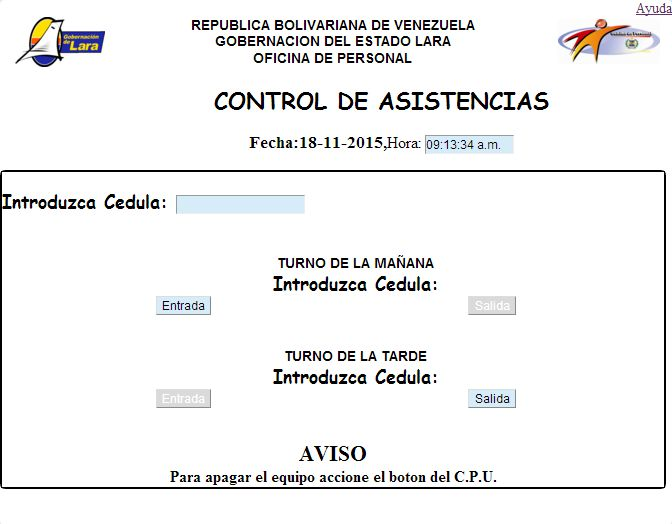 Ayuda
Gobernación
de Lara
REPUBLICA BOLIVARIANA DE VENEZUELA
GOBERNACION DEL ESTADO LARA
OFICINA DE PERSONAL
CONTROL DE ASISTENCIAS
Fecha:18-11-2015,Hora: 09:13:34 a.m.
Introduzca Cedula:
TURNO DE LA MAÑANA
Introduzca Cedula:
Entrada Salida
TURNO DE LA TARDE
Introduzca Cedula:
Entrada Salida
AVISO
Para apagar el equipo accione el boton del C.P.U.